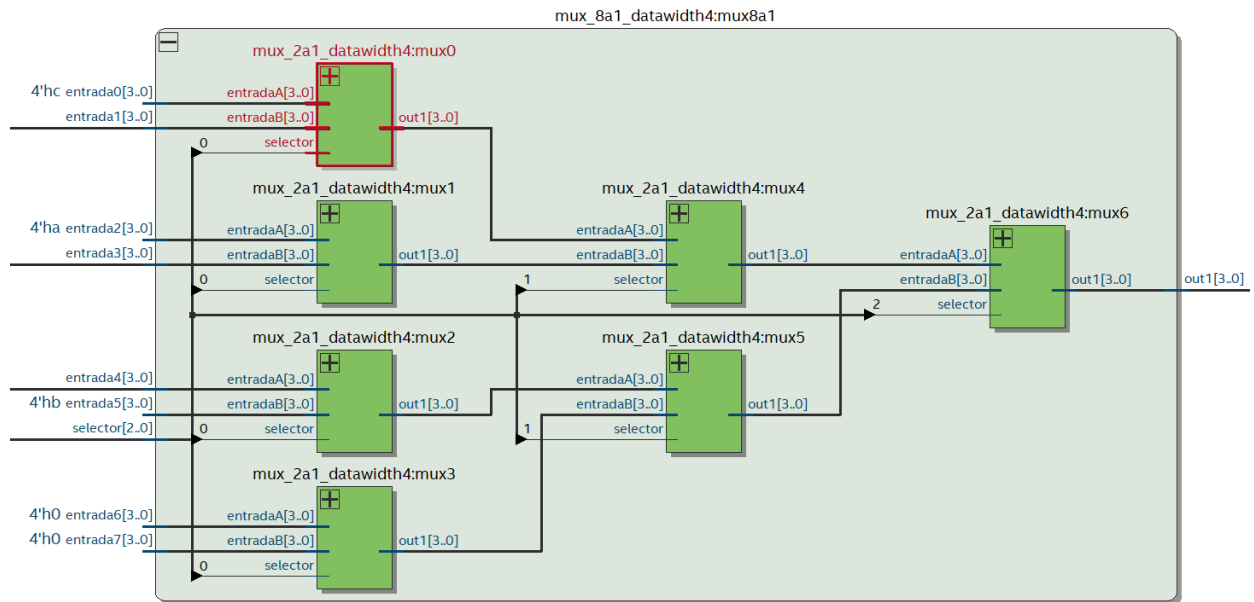 mux_8a1_datawidth4:mux8a1
mux_2a1_datawidth4:mux0
4'hc entrada0[3..0]
entradaA[3..0]
entrada1[3..0]
entradaB[3..0]
out1[3..0]
0
selector
mux_2a1_datawidth4:mux1
mux_2a1_datawidth4:mux4
mux_2a1_datawidth4:mux6
4'ha entrada2[3..0]
entradaA[3..0]
entradaA[3..0]
entrada3[3..0]
entradaB[3..0]
out1[3..0]
entradaB[3..0]
out1[3..0]
entradaA[3..0]
0
selector
1
selector
entradaB[3..0]
out1[3..0]
out1[3..0]
2
selector
mux_2a1_datawidth4:mux2
mux_2a1_datawidth4:mux5
entrada4[3..0]
entradaA[3..0]
entradaA[3..0]
4'hb entrada5[3..0]
entradaB[3..0]
out1[3..0]
entradaB[3..0]
out1[3..0]
selector[2..0]
0
selector
1
selector
mux_2a1_datawidth4:mux3
4'h0 entrada6[3..0]
entradaA[3..0]
4'h0 entrada7[3..0]
entradaB[3..0]
out1[3..0]
0
selector